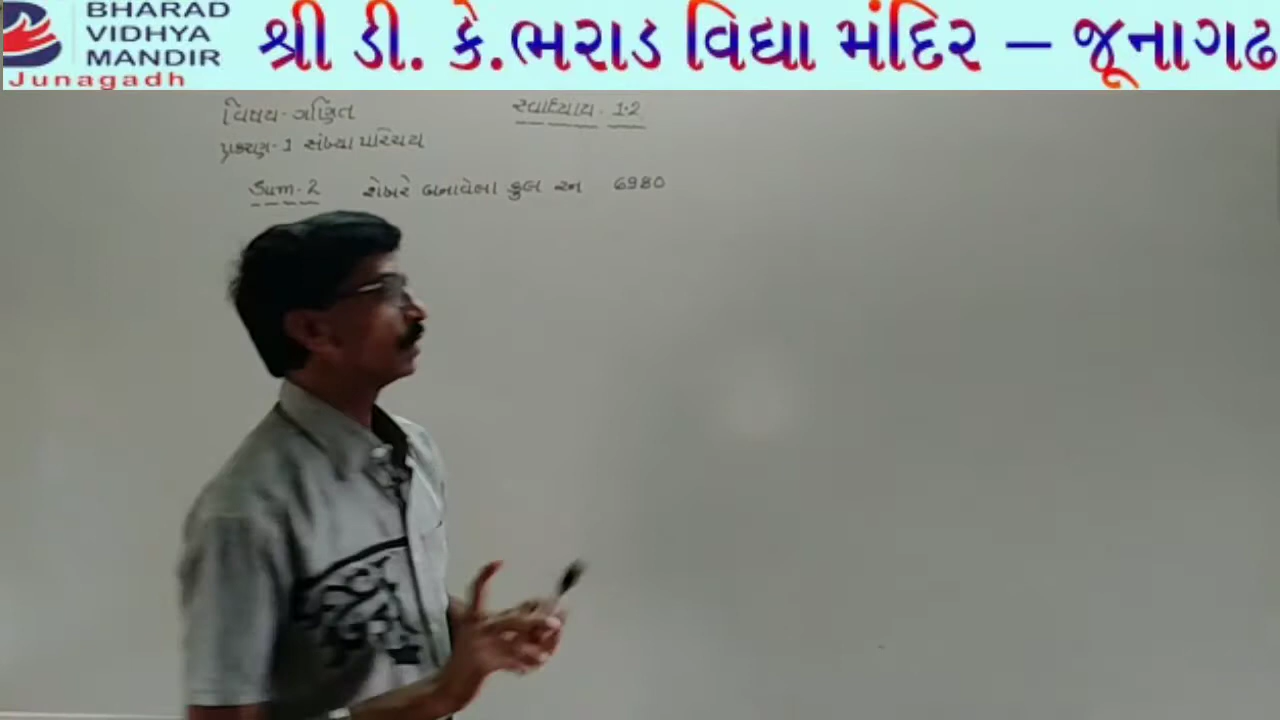 BHARAD
VIDHYA
MANDIR
Junagadh
શ્રી ડી. કે.ભરાડ વિદ્યા મંદિર – જૂનાગઢ
વિષય- ગણિત
સ્વાધ્યાય - 1.2
પ્રકરણ- 1 સંખ્યા પરિચય
Sum- 2 શેખરે બનાવેલા કુલ રન 6980